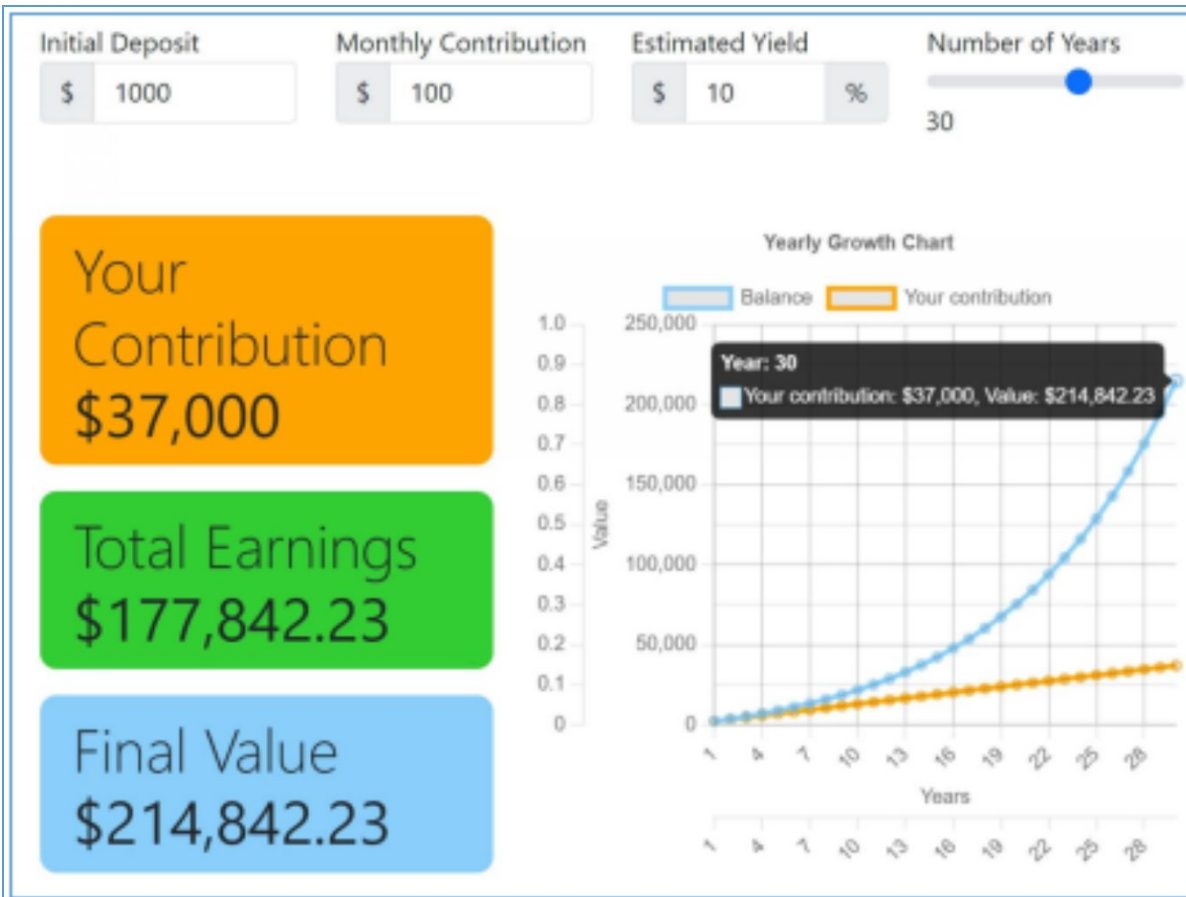 Initial Deposit
$ 1000
Monthly Contribution
$ 100
Estimated Yield
$ 10 %
Number of Years
30
Your
Contribution
$37,000
Total Earnings
$177,842.23
Final Value
$214,842.23
Yearly Growth Chart
Balance Your contribution
1.0
0.9
0.8
0.7
0.6
0.5
0.4
0.3
0.2
0.1
0
Value
250,000
200,000
150,000
100,000
50,000
0
Year: 30
Your contribution: $37,000, Value: $214,842.23
1 4 7 10 13 16 19 22 25 28
Years
1 4 7 10 13 16 19 22 25 28